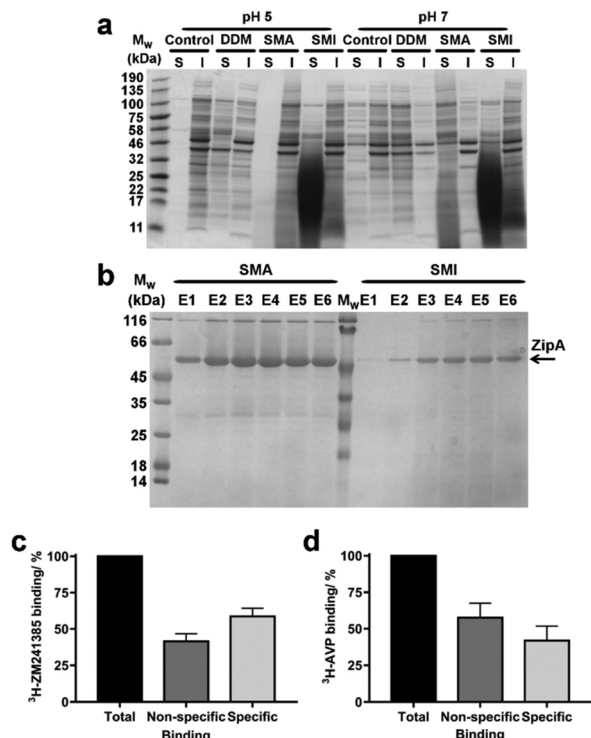 a
pH 5 pH 7
Mw Control DDM SMA SMI Control DDM SMA SMI
(kDa) S I S I S I S I S I S I S I S I
190
135
100
75
58
46
32
25
22
17
11
b
SMA SMI
Mw
(kDa) E1 E2 E3 E4 E5 E6 Mw E1 E2 E3 E4 E5 E6
116
66
45
35
25
18
14
ZipA
c
³H-ZM241385 binding/ %
100
75
50
25
0
Total Non-specific Specific
Binding
d
³H-AVP binding/ %
100
75
50
25
0
Total Non-specific Specific
Binding